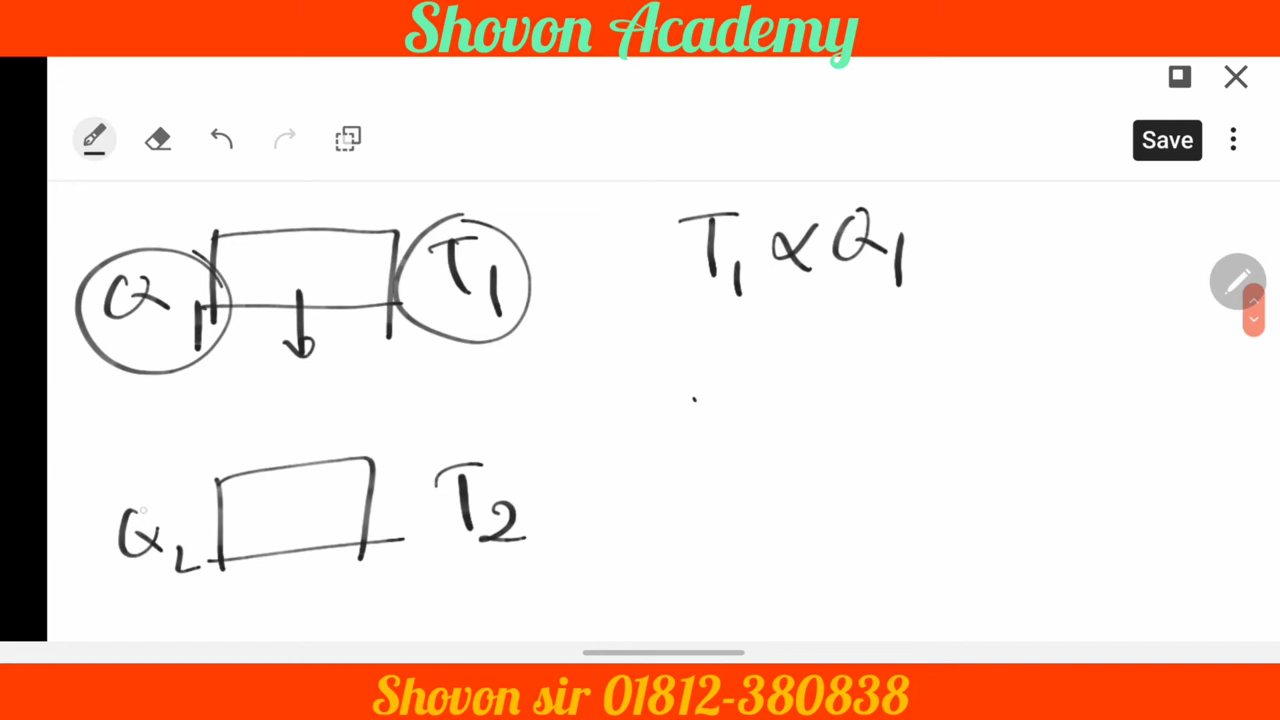 Shovon Academy
Save
Q1 T1
T1 ∝ Q1
Q2 T2
Shovon sir 01812-380838